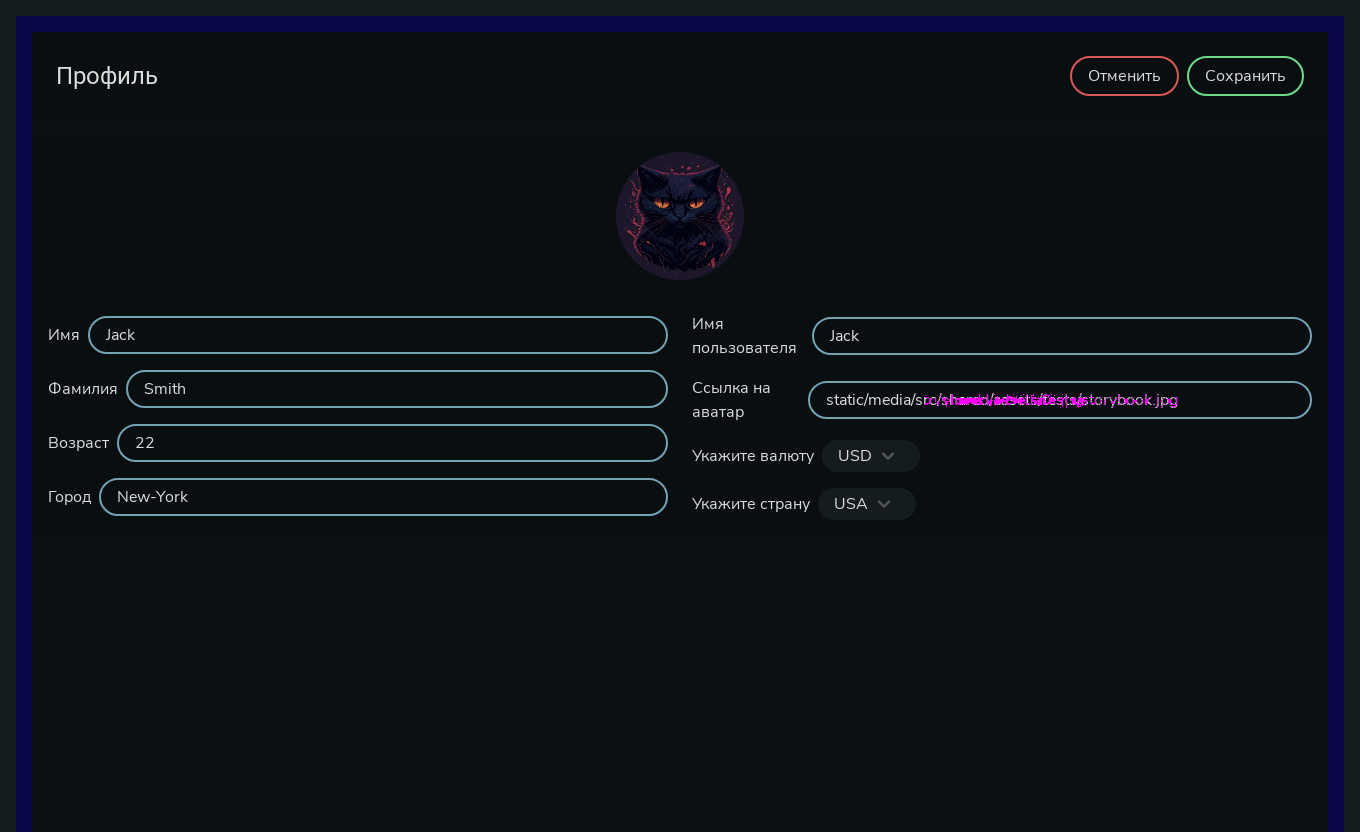 Профиль
Отменить
Сохранить
Имя
Jack
Фамилия
Smith
Возраст
22
Город
New-York
Имя
пользователя
Jack
Ссылка на
аватар
static/media/src/shared/assets/tests/storybook.jpg
Укажите валюту
USD
Укажите страну
USA